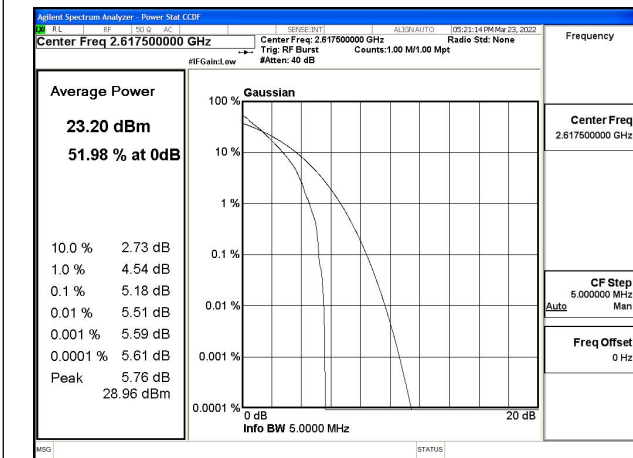 Agilent Spectrum Analyzer - Power Stat CCDF
RL RF 50 Ω AC SENSE:INT ALIGN AUTO 05:21:14 PM Mar 23, 2022
Center Freq 2.617500000 GHz
Center Freq: 2.617500000 GHz Radio Std: None
Trig: RF Burst Counts:1.00 M/1.00 Mpt
#IFGain:Low #Atten: 40 dB
Frequency
Average Power
23.20 dBm
51.98 % at 0dB
10.0 % 2.73 dB
1.0 % 4.54 dB
0.1 % 5.18 dB
0.01 % 5.51 dB
0.001 % 5.59 dB
0.0001 % 5.61 dB
Peak 5.76 dB
28.96 dBm
Gaussian
100 %
10 %
1 %
0.1 %
0.01 %
0.001 %
0.0001 %
0 dB 20 dB
Info BW 5.0000 MHz
Center Freq
2.617500000 GHz
CF Step
5.000000 MHz
Auto Man
Freq Offset
0 Hz
MSG STATUS